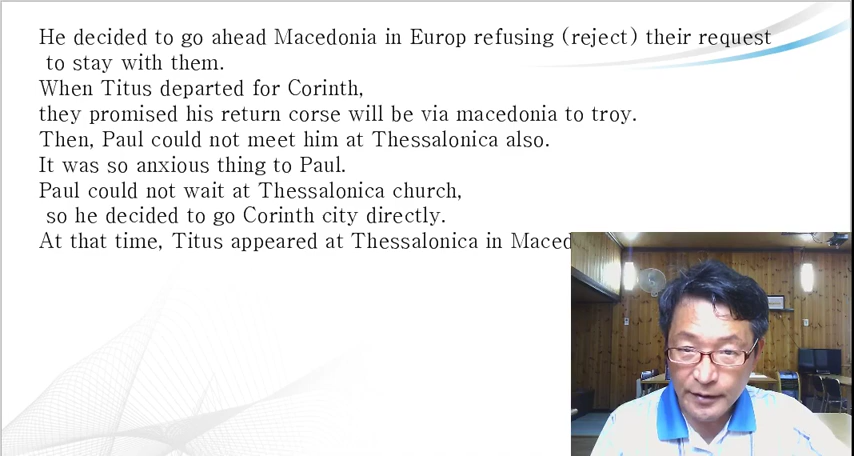 He decided to go ahead Macedonia in Europ refusing (reject) their request
to stay with them.
When Titus departed for Corinth,
they promised his return corse will be via macedonia to troy.
Then, Paul could not meet him at Thessalonica also.
It was so anxious thing to Paul.
Paul could not wait at Thessalonica church,
so he decided to go Corinth city directly.
At that time, Titus appeared at Thessalonica in Maced